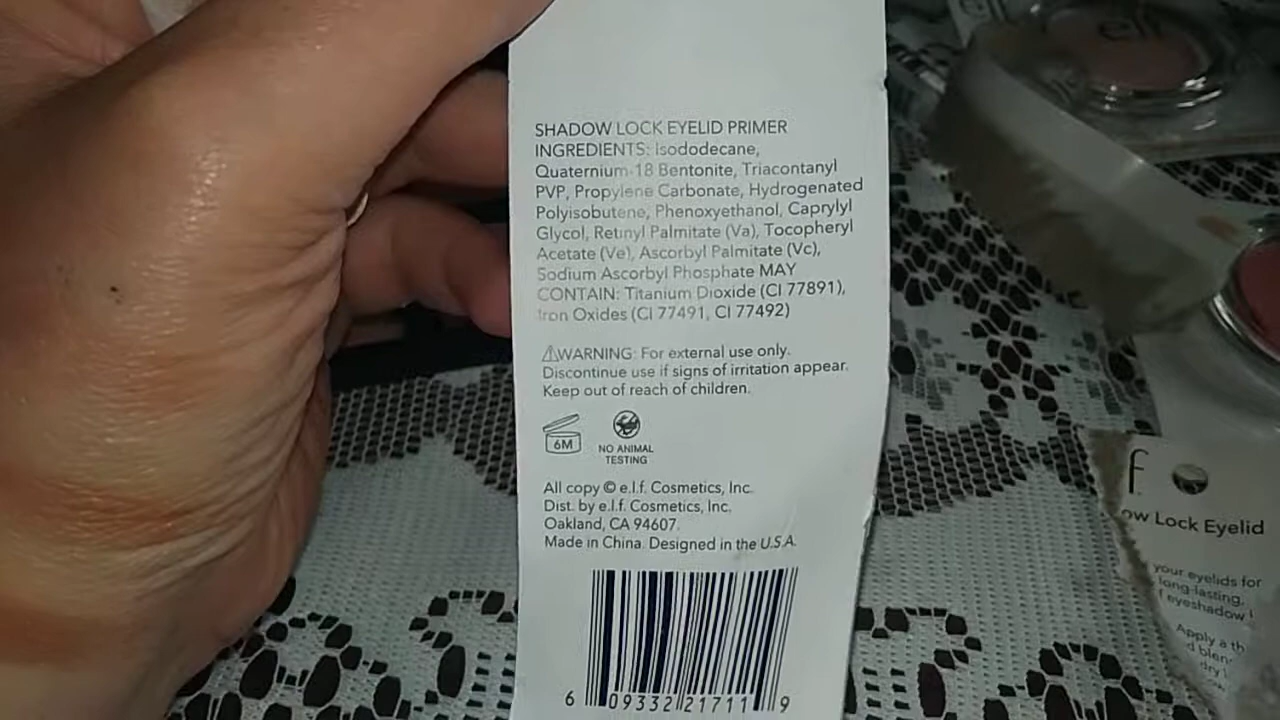 SHADOW LOCK EYELID PRIMER
INGREDIENTS: Isododecane,
Quaternium-18 Bentonite, Triacontanyl
PVP, Propylene Carbonate, Hydrogenated
Polyisobutene, Phenoxyethanol, Caprylyl
Glycol, Retinyl Palmitate (Va), Tocopheryl
Acetate (Ve), Ascorbyl Palmitate (Vc),
Sodium Ascorbyl Phosphate MAY
CONTAIN: Titanium Dioxide (CI 77891),
Iron Oxides (CI 77491, CI 77492)
⚠WARNING: For external use only.
Discontinue use if signs of irritation appear.
Keep out of reach of children.
6M
NO ANIMAL
TESTING
All copy © e.l.f. Cosmetics, Inc.
Dist. by e.l.f. Cosmetics, Inc.
Oakland, CA 94607.
Made in China. Designed in the U.S.A.
6 09332 21711 9
elf
f.
ow Lock Eyelid
your eyelids for
long-lasting,
f eyeshadow
Apply a th
d blen
dry